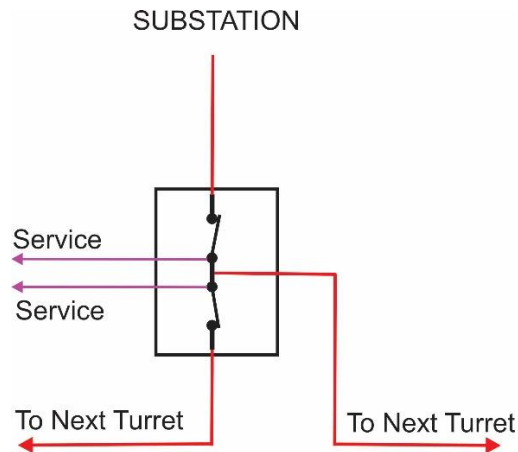 SUBSTATION
Service
Service
To Next Turret
To Next Turret